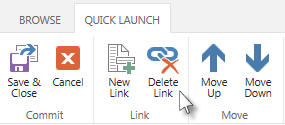 BROWSE QUICK LAUNCH
Save & Close Cancel New Link Delete Link Move Up Move Down
Commit Link Move